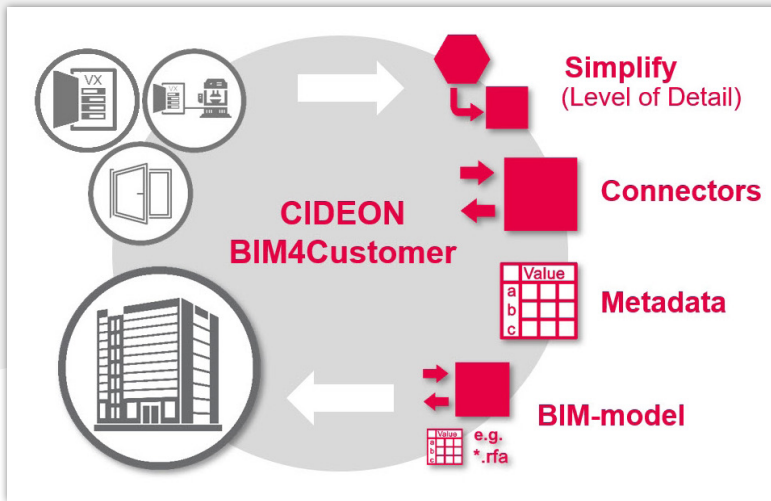 VX
VX
Simplify
(Level of Detail)
Connectors
CIDEON
BIM4Customer
Value
a
b
c
Metadata
BIM-model
Value
a
b
c
e.g.
*.rfa